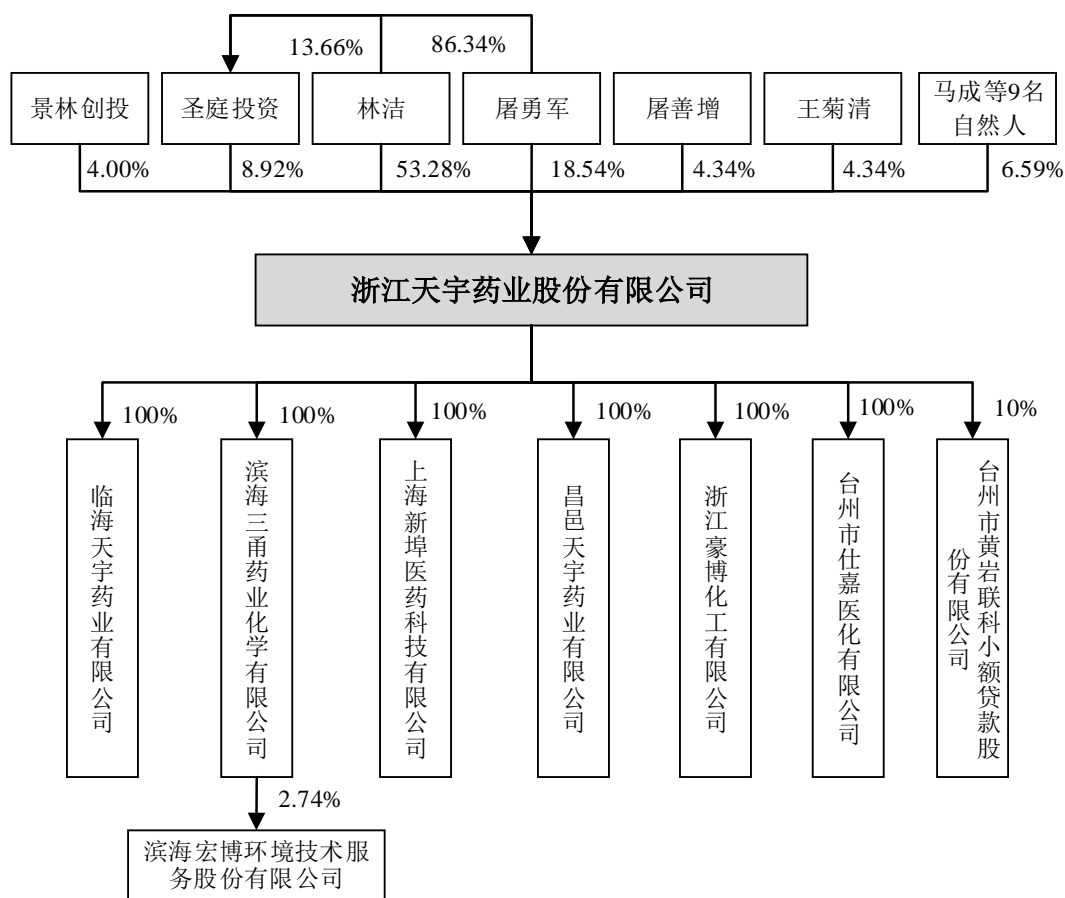 13.66%
86.34%
景林创投
圣庭投资
林洁
屠勇军
屠善增
王菊清
马成等9名
自然人
4.00%
8.92%
53.28%
18.54%
4.34%
4.34%
6.59%
浙江天宇药业股份有限公司
100%
100%
100%
100%
100%
100%
10%
临海天宇药业有限公司
滨海三甬药业化学有限公司
上海新埠医药科技有限公司
昌邑天宇药业有限公司
浙江豪博化工有限公司
台州市仕嘉医化有限公司
台州市黄岩联科小额贷款股
份有限公司
2.74%
滨海宏博环境技术服
务股份有限公司